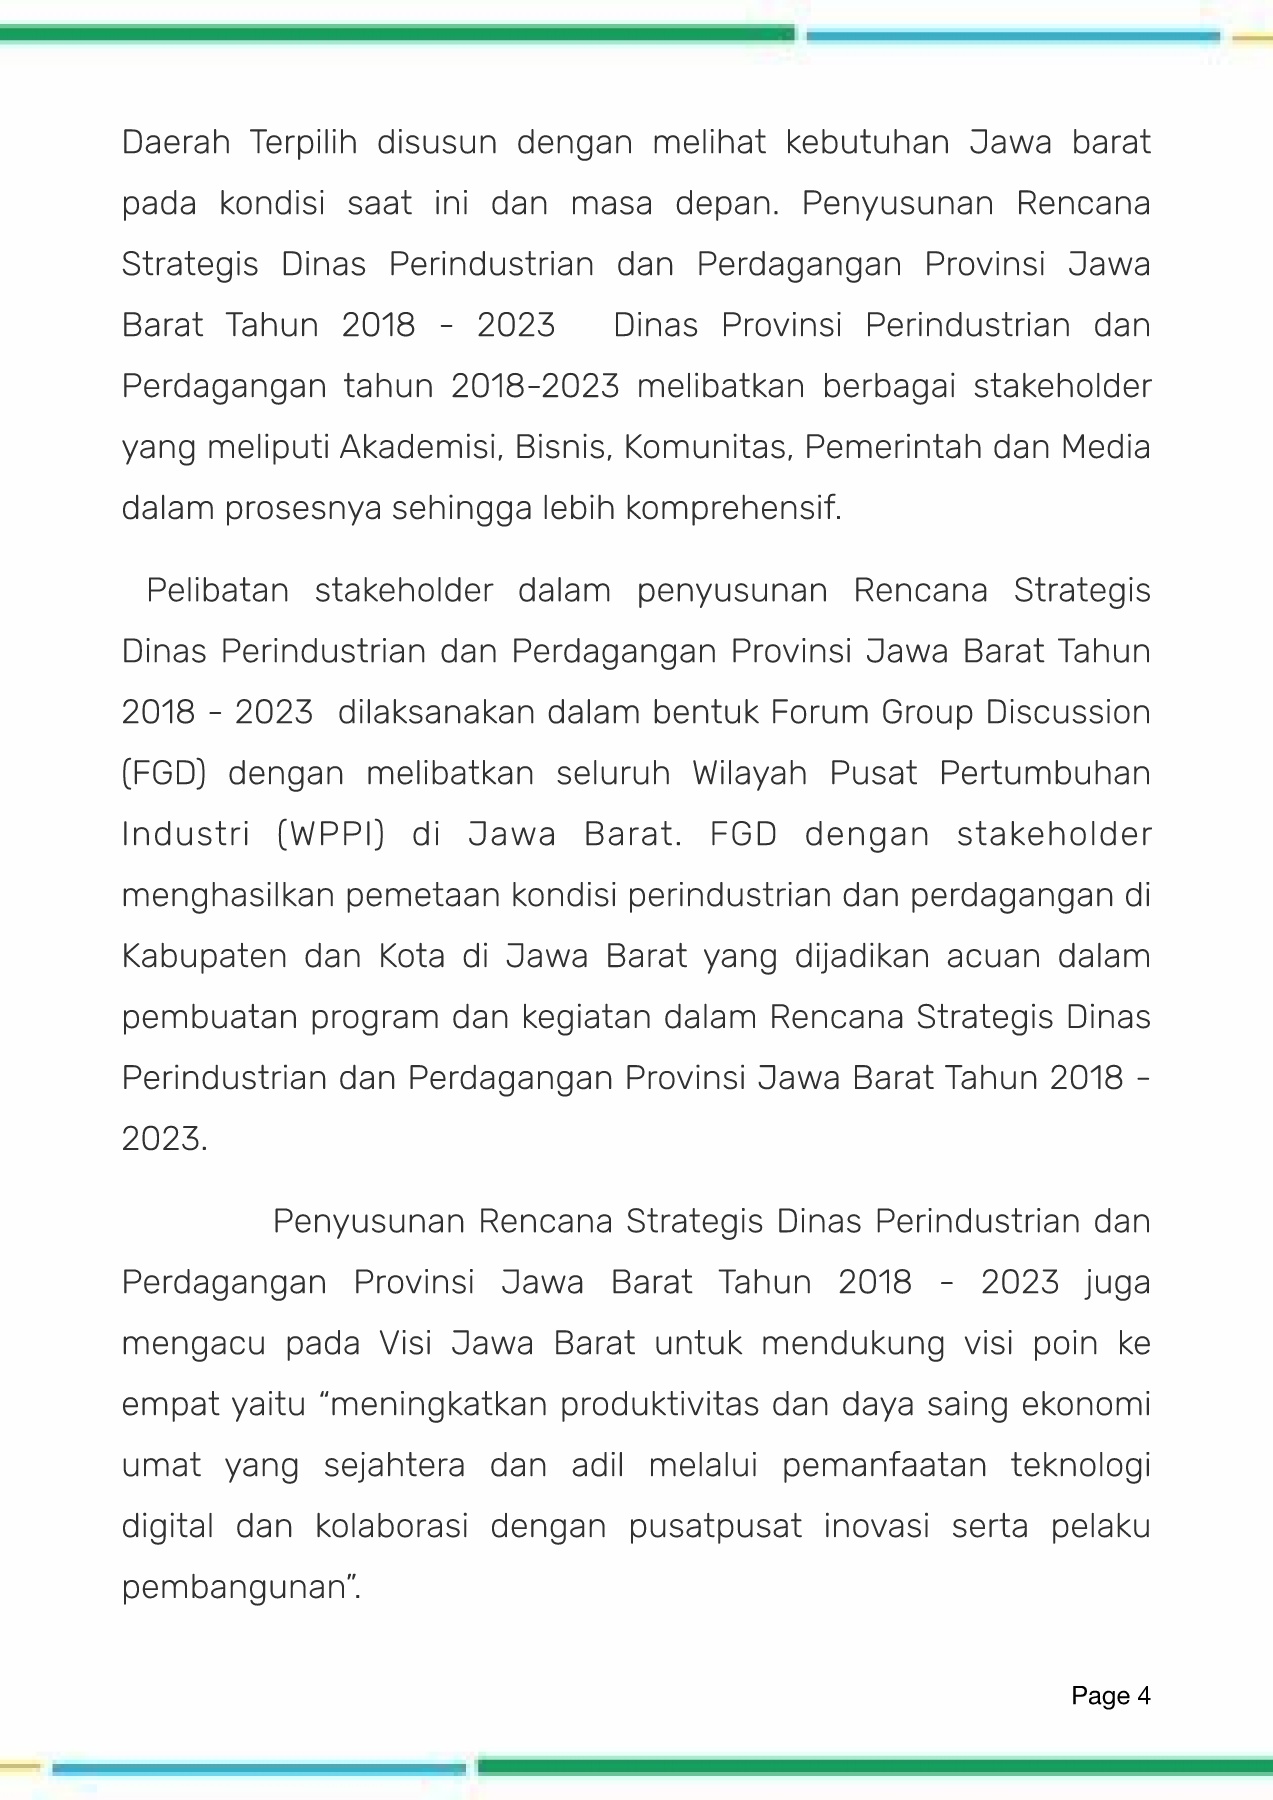 Daerah Terpilih disusun dengan melihat kebutuhan Jawa barat
pada kondisi saat ini dan masa depan. Penyusunan Rencana
Strategis Dinas Perindustrian dan Perdagangan Provinsi Jawa
Barat Tahun 2018 - 2023 Dinas Provinsi Perindustrian dan
Perdagangan tahun 2018-2023 melibatkan berbagai stakeholder
yang meliputi Akademisi, Bisnis, Komunitas, Pemerintah dan Media
dalam prosesnya sehingga lebih komprehensif.
Pelibatan stakeholder dalam penyusunan Rencana Strategis
Dinas Perindustrian dan Perdagangan Provinsi Jawa Barat Tahun
2018 - 2023 dilaksanakan dalam bentuk Forum Group Discussion
(FGD) dengan melibatkan seluruh Wilayah Pusat Pertumbuhan
Industri (WPPI) di Jawa Barat. FGD dengan stakeholder
menghasilkan pemetaan kondisi perindustrian dan perdagangan di
Kabupaten dan Kota di Jawa Barat yang dijadikan acuan dalam
pembuatan program dan kegiatan dalam Rencana Strategis Dinas
Perindustrian dan Perdagangan Provinsi Jawa Barat Tahun 2018 -
2023.
Penyusunan Rencana Strategis Dinas Perindustrian dan
Perdagangan Provinsi Jawa Barat Tahun 2018 - 2023 juga
mengacu pada Visi Jawa Barat untuk mendukung visi poin ke
empat yaitu “meningkatkan produktivitas dan daya saing ekonomi
umat yang sejahtera dan adil melalui pemanfaatan teknologi
digital dan kolaborasi dengan pusatpusat inovasi serta pelaku
pembangunan”.
Page 4